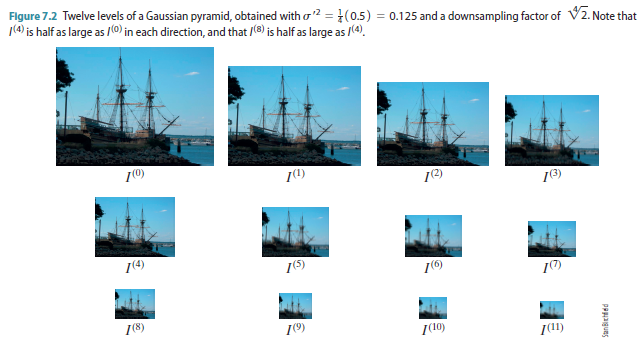 Figure 7.2 Twelve levels of a Gaussian pyramid, obtained with σ′² = ¼(0.5) = 0.125 and a downsampling factor of ∜2. Note that
I⁽⁴⁾ is half as large as I⁽⁰⁾ in each direction, and that I⁽⁸⁾ is half as large as I⁽⁴⁾.
I⁽⁰⁾ I⁽¹⁾ I⁽²⁾ I⁽³⁾
I⁽⁴⁾ I⁽⁵⁾ I⁽⁶⁾ I⁽⁷⁾
I⁽⁸⁾ I⁽⁹⁾ I⁽¹⁰⁾ I⁽¹¹⁾
Stan Birchfield